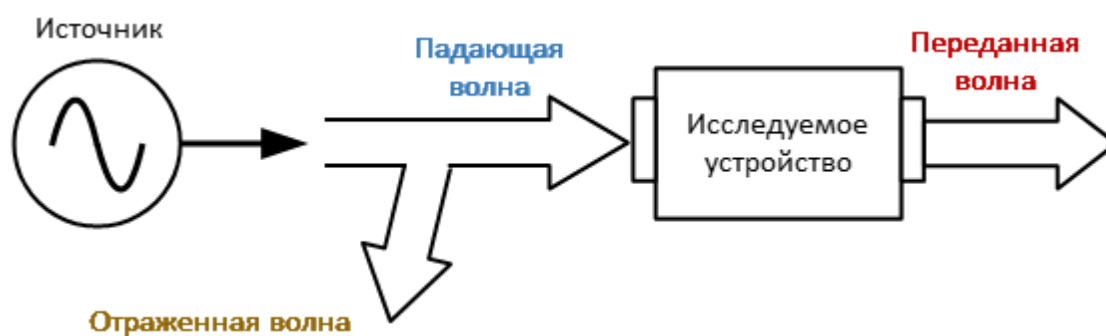 Источник
Падающая
волна
Переданная
волна
Исследуемое
устройство
Отраженная волна